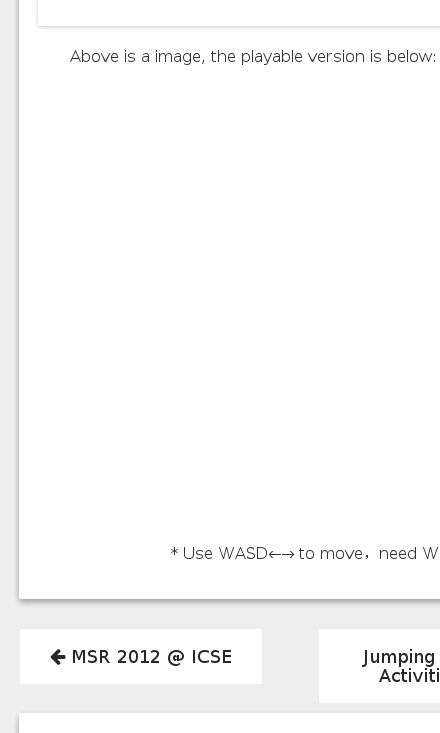 Above is a image, the playable version is below:
* Use WASD←→ to move，need W
← MSR 2012 @ ICSE
Jumping
Activiti